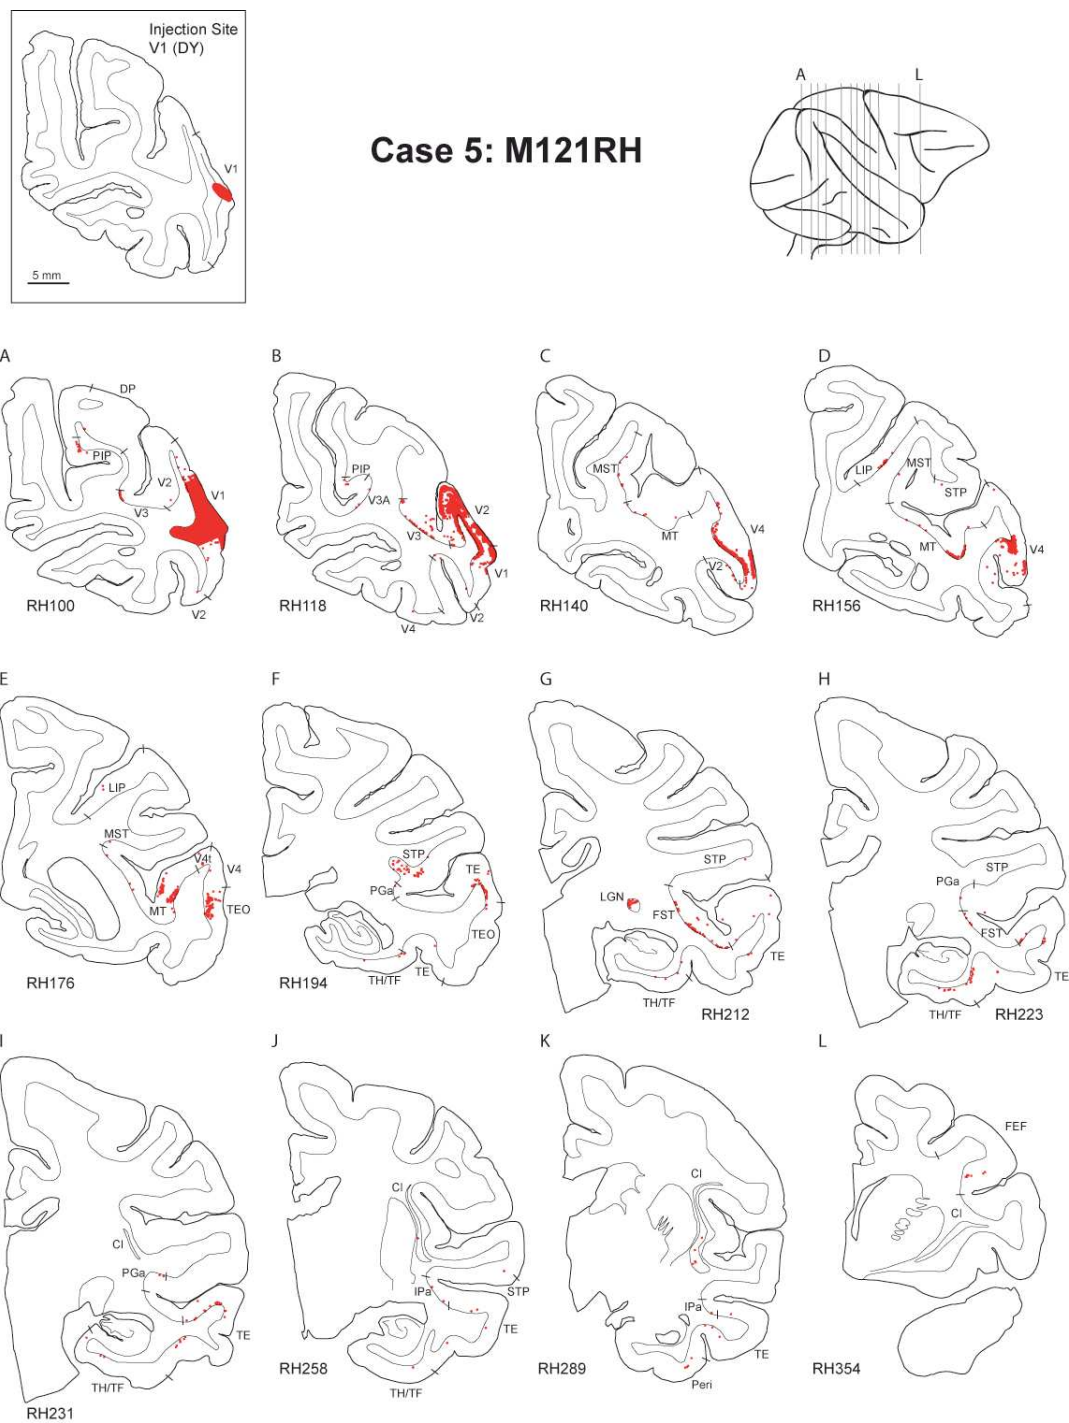 Injection Site
V1 (DY)
V1
5 mm
Case 5: M121RH
A L
A
DP
PIP
V2
V1
V3
V2
RH100
B
PIP
V3A
V2
V3
V1
V2
V4
RH118
C
MST
V4
MT
V2
RH140
D
LIP
MST
STP
MT
V4
RH156
E
LIP
MST
V4t
V4
MT
TEO
RH176
F
STP
TE
PGa
TEO
TE
TH/TF
RH194
G
STP
LGN
FST
TE
TH/TF
RH212
H
STP
PGa
FST
TE
TH/TF
RH223
I
Cl
PGa
TE
TH/TF
RH231
J
Cl
IPa
STP
TE
TH/TF
RH258
K
Cl
IPa
TE
Peri
RH289
L
FEF
Cl
RH354